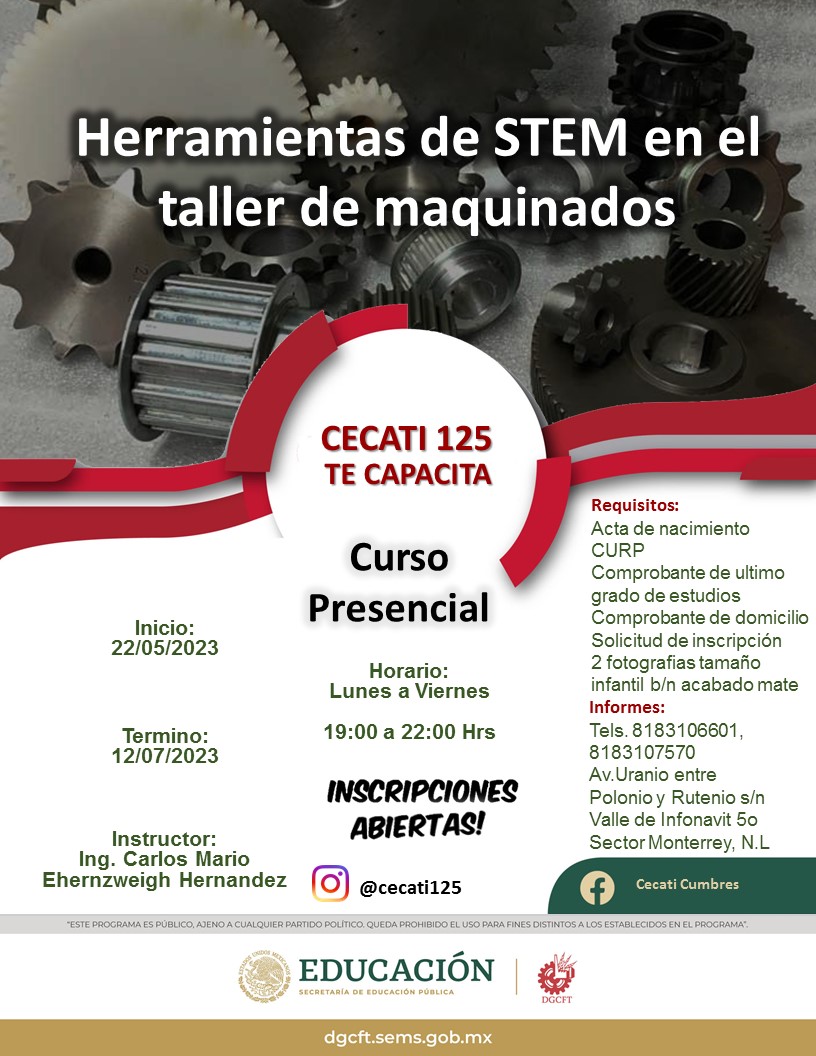 Herramientas de STEM en el
taller de maquinados
CECATI 125
TE CAPACITA
Curso
Presencial
Inicio:
22/05/2023
Termino:
12/07/2023
Instructor:
Ing. Carlos Mario
Ehernzweigh Hernandez
Horario:
Lunes a Viernes
19:00 a 22:00 Hrs
INSCRIPCIONES
ABIERTAS!
@cecati125
Requisitos:
Acta de nacimiento
CURP
Comprobante de ultimo
grado de estudios
Comprobante de domicilio
Solicitud de inscripción
2 fotografias tamaño
infantil b/n acabado mate
Informes:
Tels. 8183106601,
8183107570
Av.Uranio entre
Polonio y Rutenio s/n
Valle de Infonavit 5o
Sector Monterrey, N.L
Cecati Cumbres
"ESTE PROGRAMA ES PÚBLICO, AJENO A CUALQUIER PARTIDO POLÍTICO. QUEDA PROHIBIDO EL USO PARA FINES DISTINTOS A LOS ESTABLECIDOS EN EL PROGRAMA".
EDUCACIÓN
SECRETARÍA DE EDUCACIÓN PÚBLICA
DGCFT
dgcft.sems.gob.mx